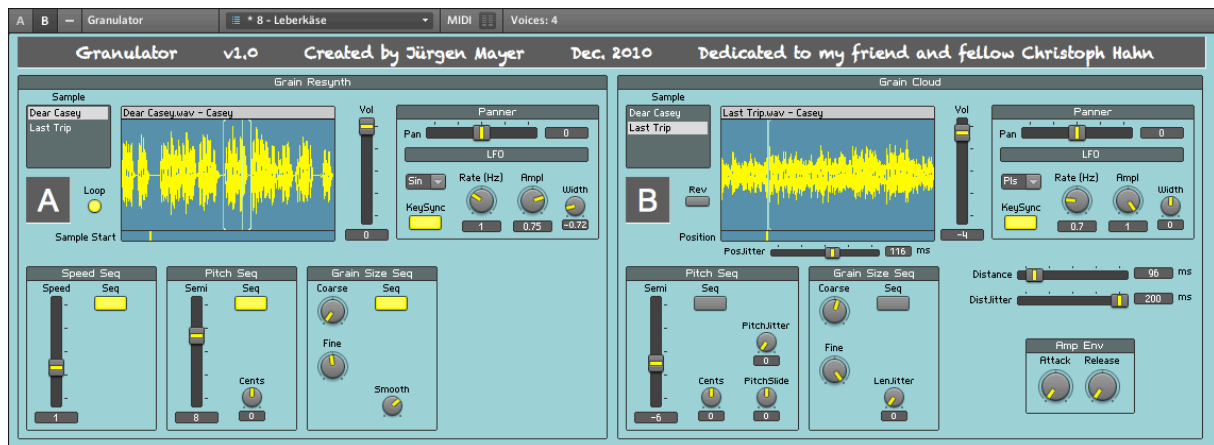 A B Granulator * 8 - Leberkäse MIDI Voices: 4
Granulator v1.0 Created by Jürgen Mayer Dec. 2010 Dedicated to my friend and fellow Christoph Hahn
Grain Resynth
Sample
Dear Casey
Last Trip
Dear Casey.wav - Casey
Vol
0
A
Loop
Sample Start
Panner
Pan 0
LFO
Sin
Rate (Hz) Ampl Width
KeySync
1 0.75 -0.72
Speed Seq
Speed Seq
1
Pitch Seq
Semi Seq
Cents
8 0
Grain Size Seq
Coarse Seq
Fine
Smooth
Grain Cloud
Sample
Dear Casey
Last Trip
Last Trip.wav - Casey
Vol
-4
B
Rev
Position
PosJitter 116 ms
Panner
Pan 0
LFO
Pls
Rate (Hz) Ampl Width
KeySync
0.7 1 0
Pitch Seq
Semi Seq
PitchJitter
0
Cents PitchSlide
-6 0 0
Grain Size Seq
Coarse Seq
Fine
LenJitter
0
Distance 96 ms
DistJitter 200 ms
Amp Env
Attack Release